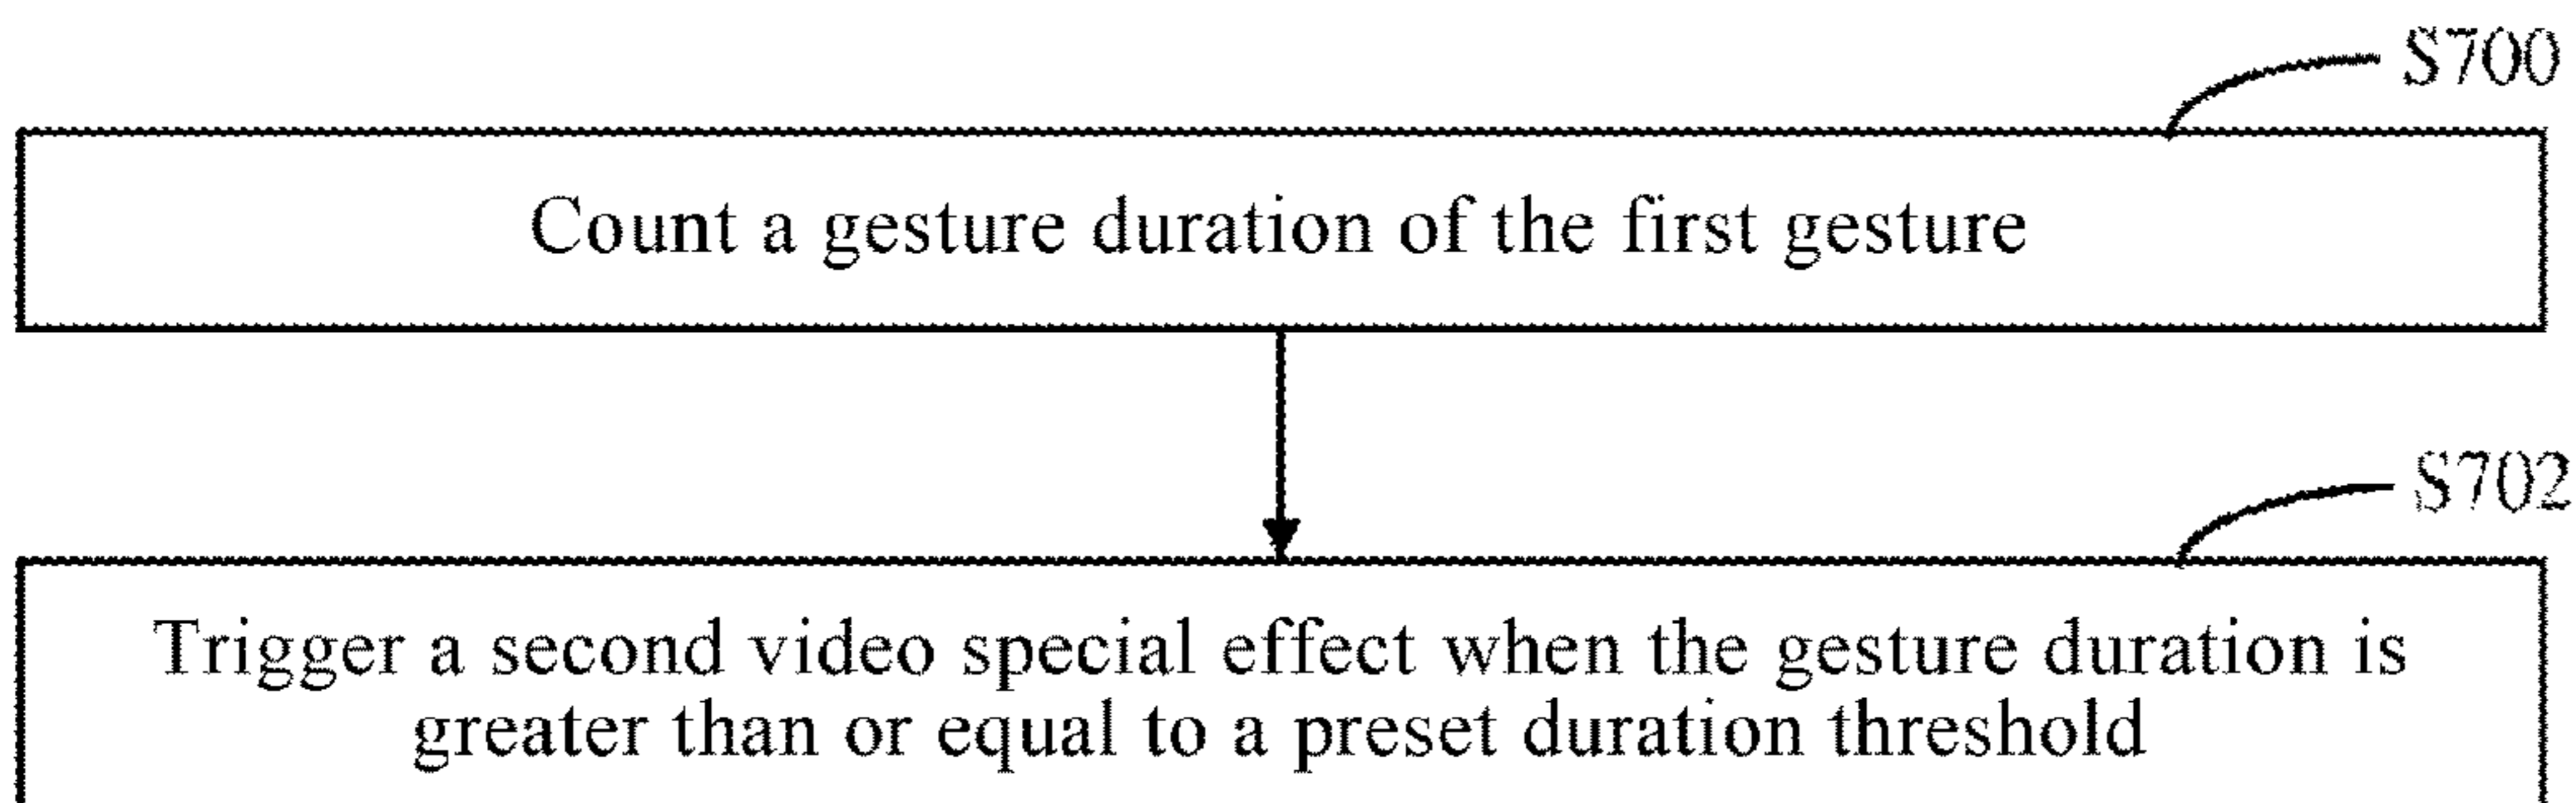 S700
Count a gesture duration of the first gesture
S702
Trigger a second video special effect when the gesture duration is
greater than or equal to a preset duration threshold